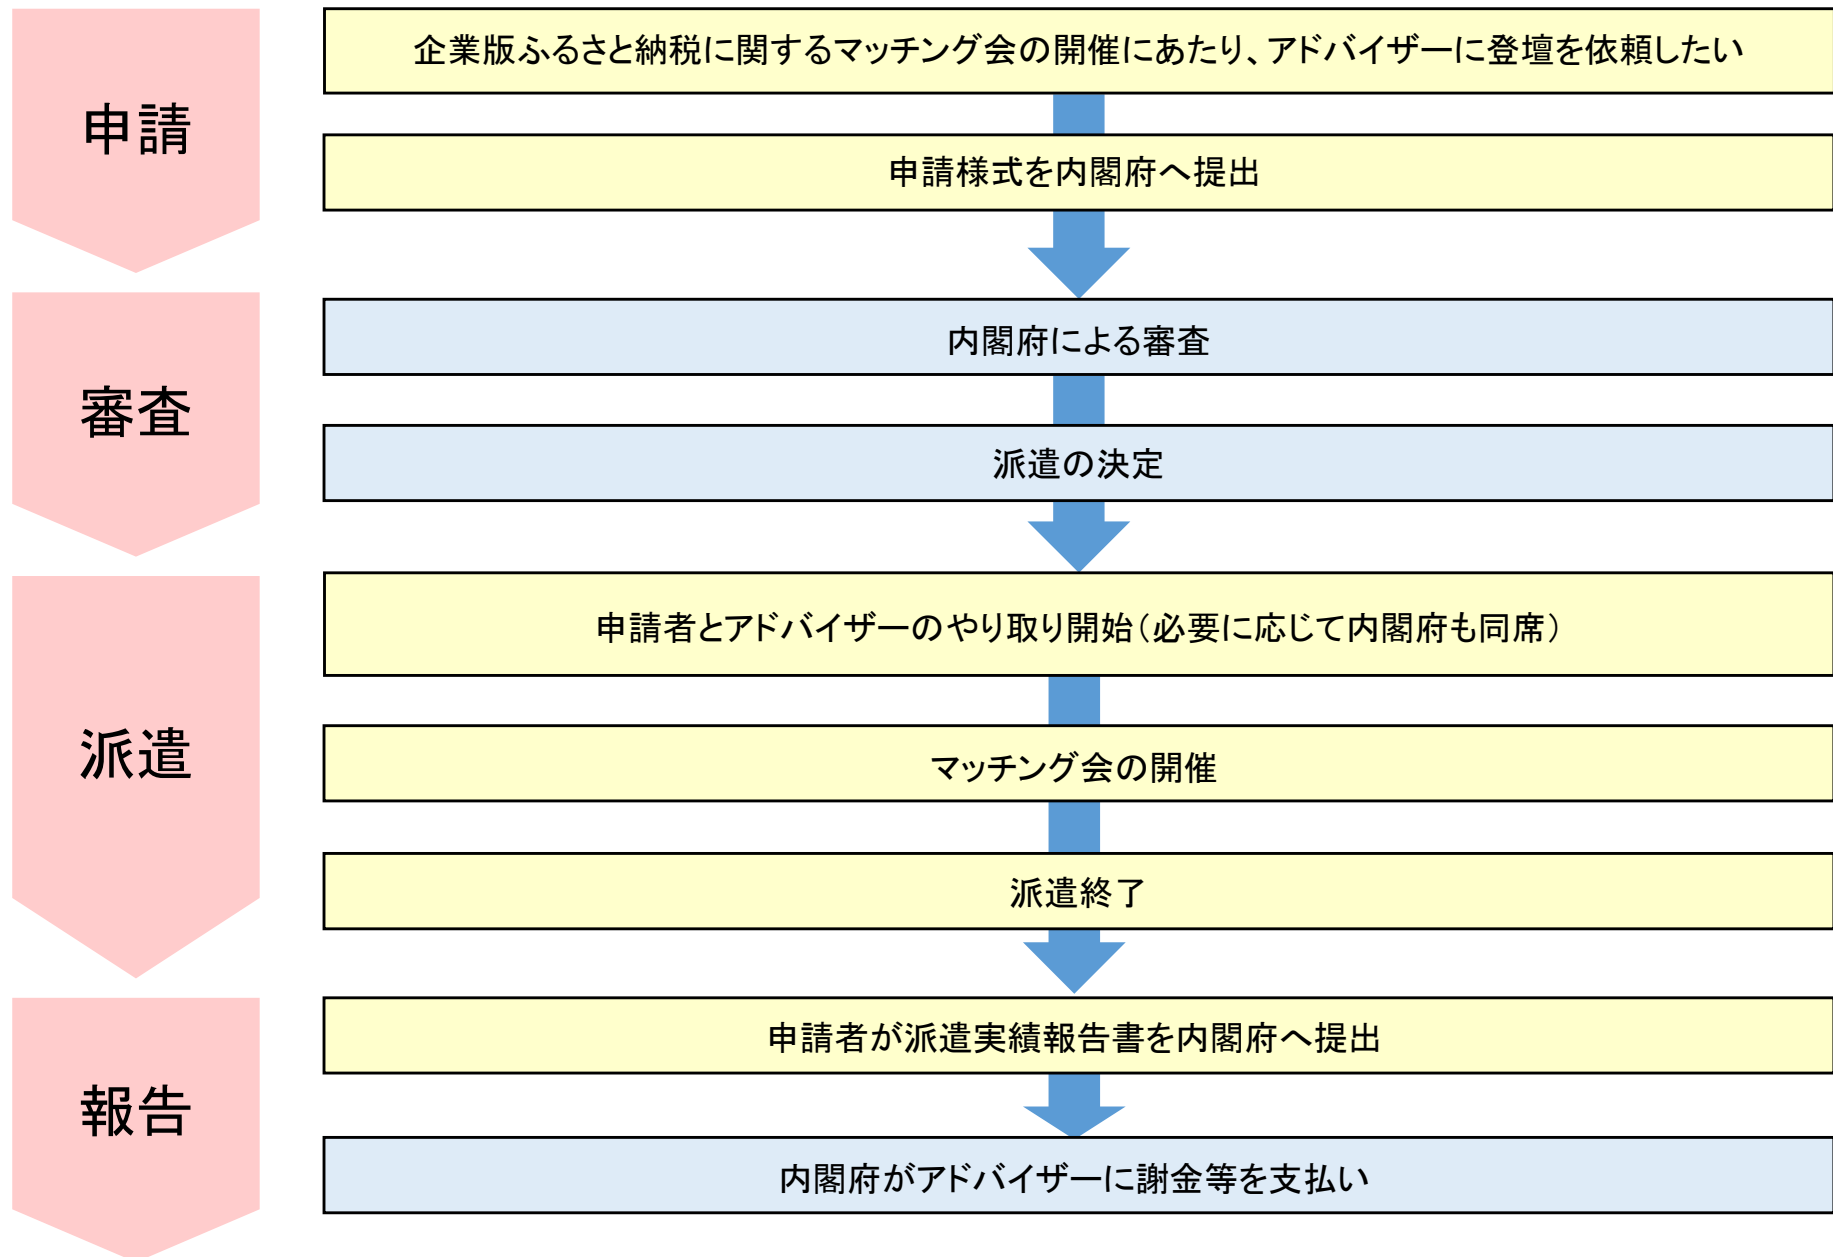 申請
企業版ふるさと納税に関するマッチング会の開催にあたり、アドバイザーに登壇を依頼したい
申請様式を内閣府へ提出
審査
内閣府による審査
派遣の決定
派遣
申請者とアドバイザーのやり取り開始(必要に応じて内閣府も同席)
マッチング会の開催
派遣終了
報告
申請者が派遣実績報告書を内閣府へ提出
内閣府がアドバイザーに謝金等を支払い